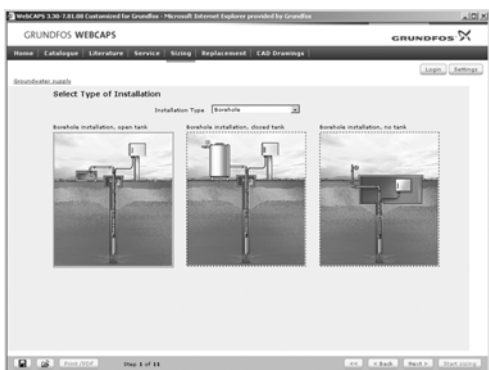 WebCAPS 3.30-7.01.08 Customized for Grundfos - Microsoft Internet Explorer provided by Grundfos
GRUNDFOS WEBCAPS
GRUNDFOS
Home Catalogue Literature Service Sizing Replacement CAD Drawings
Login Settings
Groundwater supply
Select Type of Installation
Installation Type Borehole
Borehole installation, open tank Borehole installation, closed tank Borehole installation, no tank
Print/PDF Step 1 of 11 << < Back Next > Start sizing